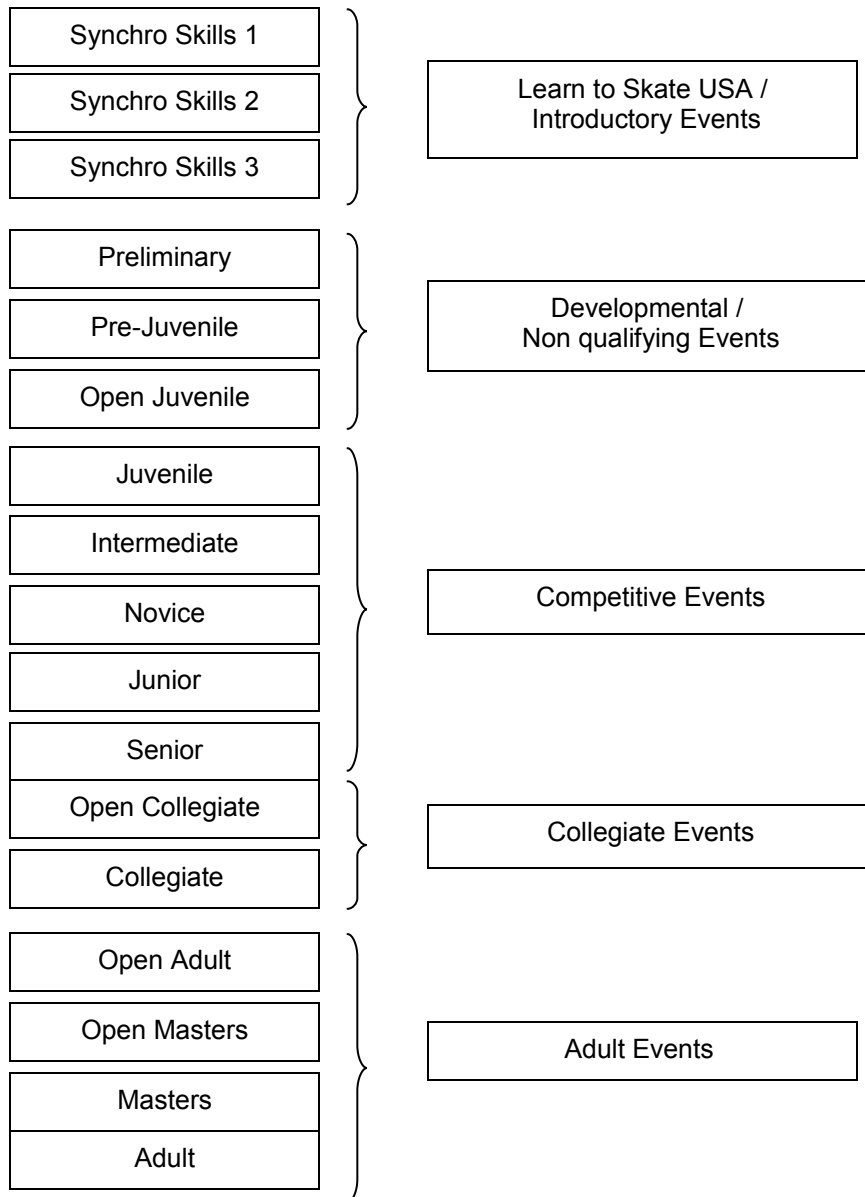 Synchro Skills 1
Synchro Skills 2
Synchro Skills 3
Learn to Skate USA /
Introductory Events
Preliminary
Pre-Juvenile
Open Juvenile
Developmental /
Non qualifying Events
Juvenile
Intermediate
Novice
Junior
Senior
Competitive Events
Open Collegiate
Collegiate
Collegiate Events
Open Adult
Open Masters
Masters
Adult
Adult Events